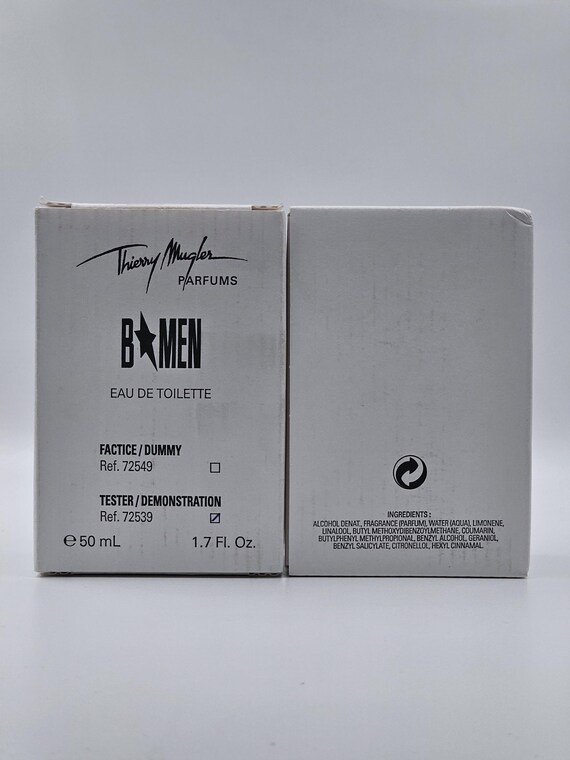 Thierry Mugler
PARFUMS
B★MEN
EAU DE TOILETTE
FACTICE / DUMMY
Ref. 72549 ☐
TESTER / DEMONSTRATION
Ref. 72539 ☑
℮ 50 mL 1.7 Fl. Oz.
INGREDIENTS :
ALCOHOL DENAT., FRAGRANCE (PARFUM), WATER (AQUA), LIMONENE,
LINALOOL, BUTYL METHOXYDIBENZOYLMETHANE, COUMARIN,
BUTYLPHENYL METHYLPROPIONAL, BENZYL ALCOHOL, GERANIOL,
BENZYL SALICYLATE, CITRONELLOL, HEXYL CINNAMAL.